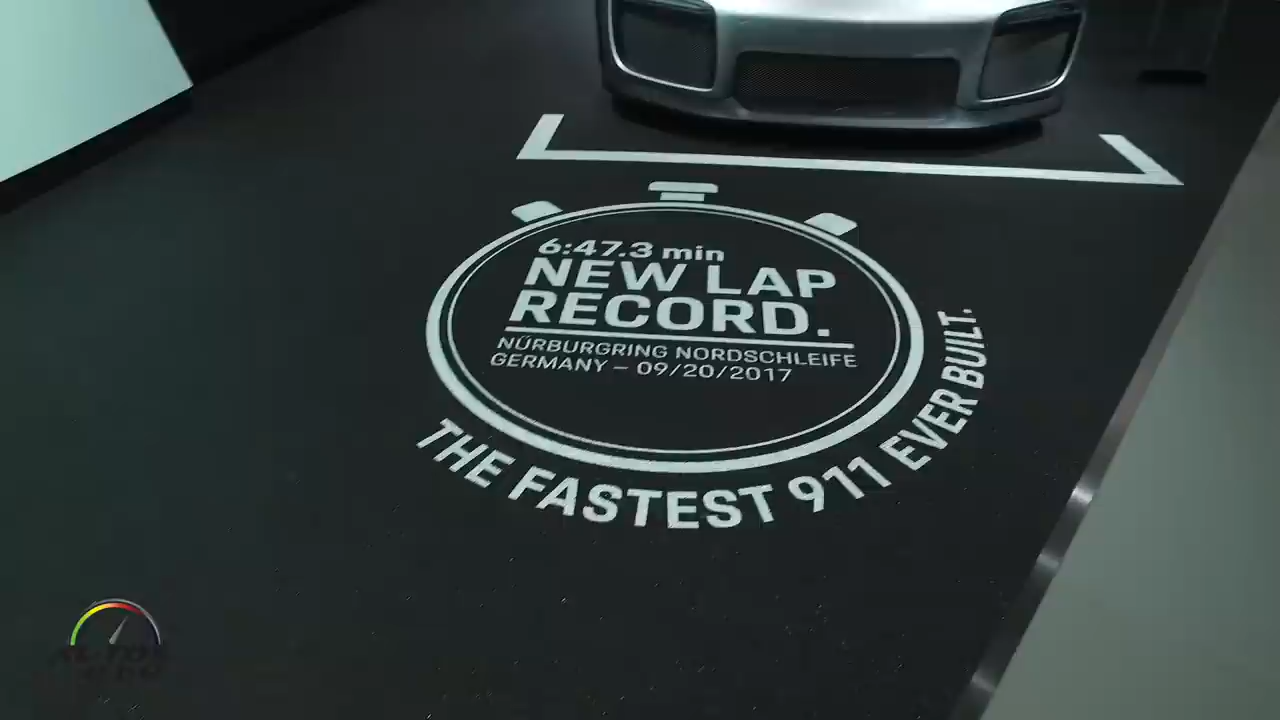 6:47.3 min
NEW LAP
RECORD.
NÜRBURGRING NORDSCHLEIFE
GERMANY – 09/20/2017
THE FASTEST 911 EVER BUILT.